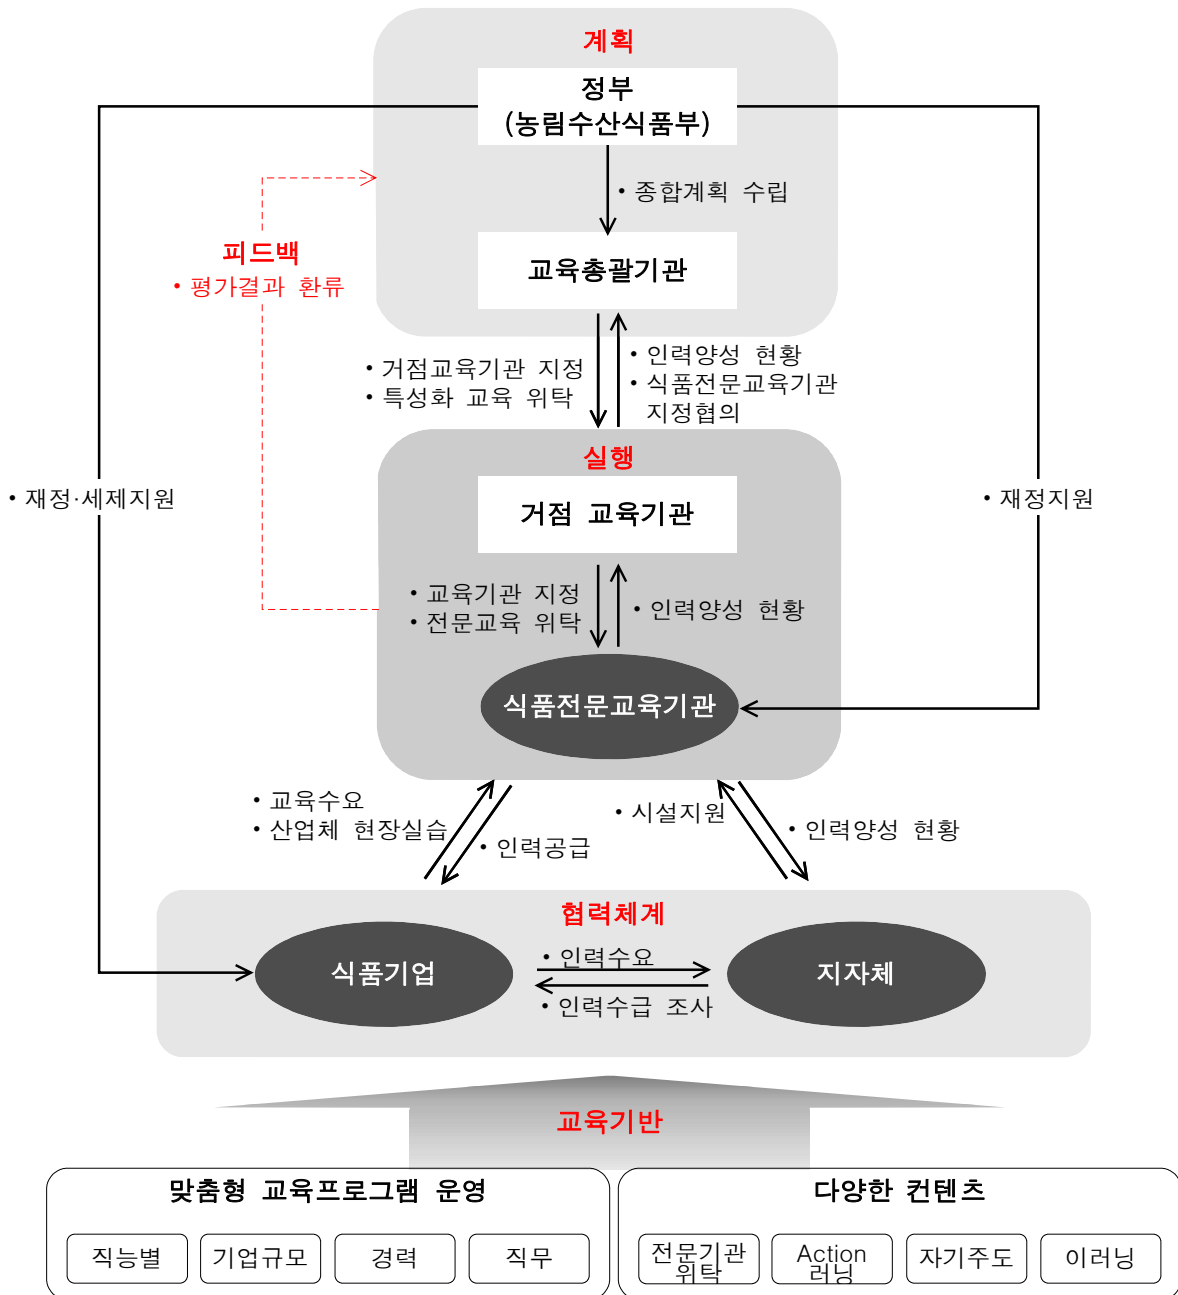 계획
정부
(농림수산식품부)
• 종합계획 수립
피드백
• 평가결과 환류
교육총괄기관
• 거점교육기관 지정
• 특성화 교육 위탁
• 인력양성 현황
• 식품전문교육기관
지정협의
실행
• 재정·세제지원
거점 교육기관
• 재정지원
• 교육기관 지정
• 전문교육 위탁
• 인력양성 현황
식품전문교육기관
• 교육수요
• 산업체 현장실습
• 인력공급
• 시설지원
• 인력양성 현황
협력체계
식품기업
• 인력수요
• 인력수급 조사
지자체
교육기반
맞춤형 교육프로그램 운영
직능별
기업규모
경력
직무
다양한 컨텐츠
전문기관
위탁
Action
러닝
자기주도
이러닝